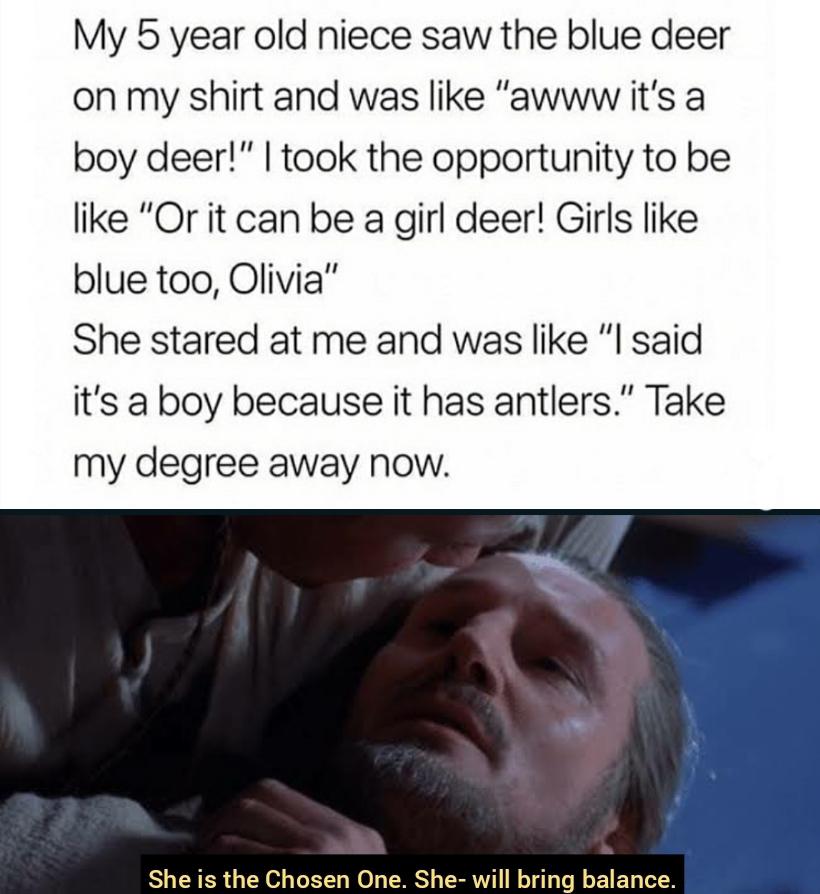 My 5 year old niece saw the blue deer
on my shirt and was like "awww it's a
boy deer!" I took the opportunity to be
like "Or it can be a girl deer! Girls like
blue too, Olivia"
She stared at me and was like "I said
it's a boy because it has antlers." Take
my degree away now.
She is the Chosen One. She- will bring balance.